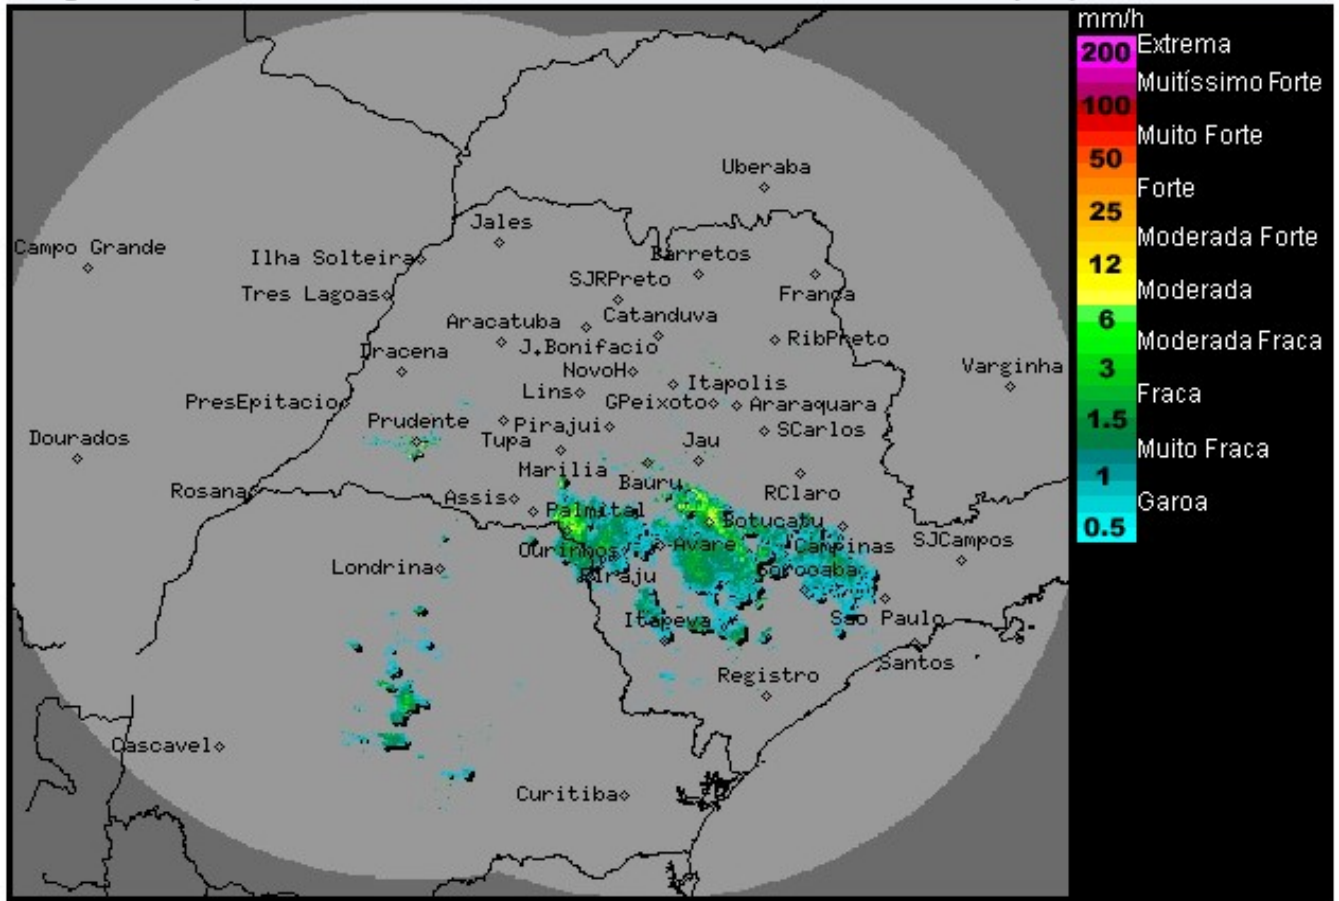 mm/h
200 Extrema
Muitíssimo Forte
100
Muito Forte
50
Forte
25
Moderada Forte
12
Moderada
6
Moderada Fraca
3
Fraca
1.5
Muito Fraca
1
Garoa
0.5
Uberaba
Jales
Campo Grande
Ilha Solteira
Barretos
SJRPreto
Tres Lagoas
Franca
Aracatuba
Catanduva
J.Bonifacio
RibPreto
Dracena
NovoH
Varginha
Lins
Itapolis
PresEpitacio
GPeixoto
Araraquara
Prudente
Pirajui
SCarlos
Dourados
Tupa
Jau
Marilia
Bauru
Rosana
Assis
RClaro
Palmital
Botucatu
Ourinhos
Avare
Campinas
SJCampos
Londrina
Piraju
Sorocaba
Itapeva
Sao Paulo
Santos
Registro
Cascavel
Curitiba